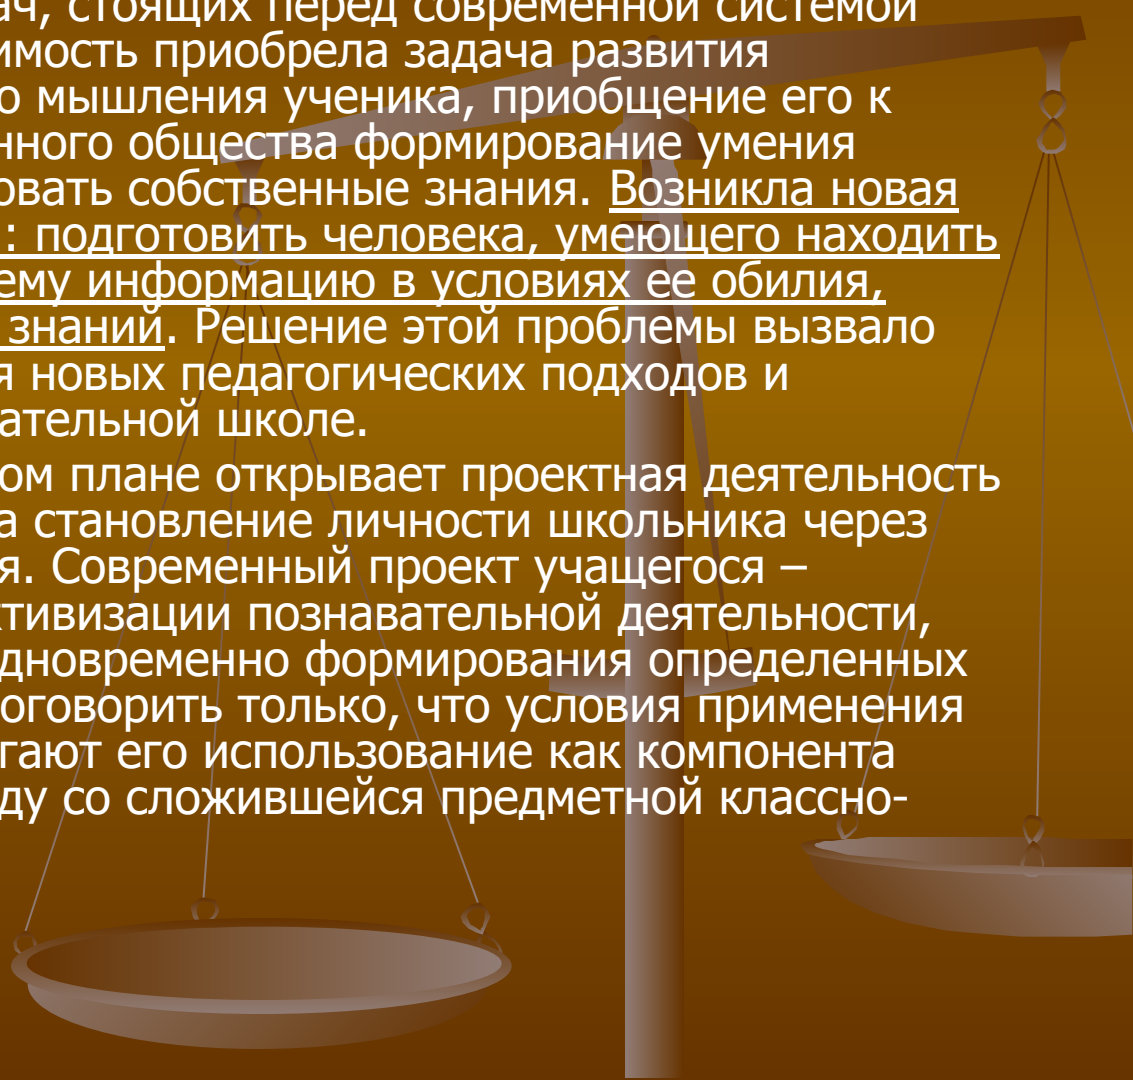 ач, стоящих перед современной системой
имость приобрела задача развития
о мышления ученика, приобщение его к
нного общества формирование умения
овать собственные знания. Возникла новая
: подготовить человека, умеющего находить
ему информацию в условиях ее обилия,
знаний. Решение этой проблемы вызвало
я новых педагогических подходов и
ательной школе.
ом плане открывает проектная деятельность
а становление личности школьника через
я. Современный проект учащегося –
ктивизации познавательной деятельности,
дновременно формирования определенных
оговорить только, что условия применения
гают его использование как компонента
ду со сложившейся предметной классно-